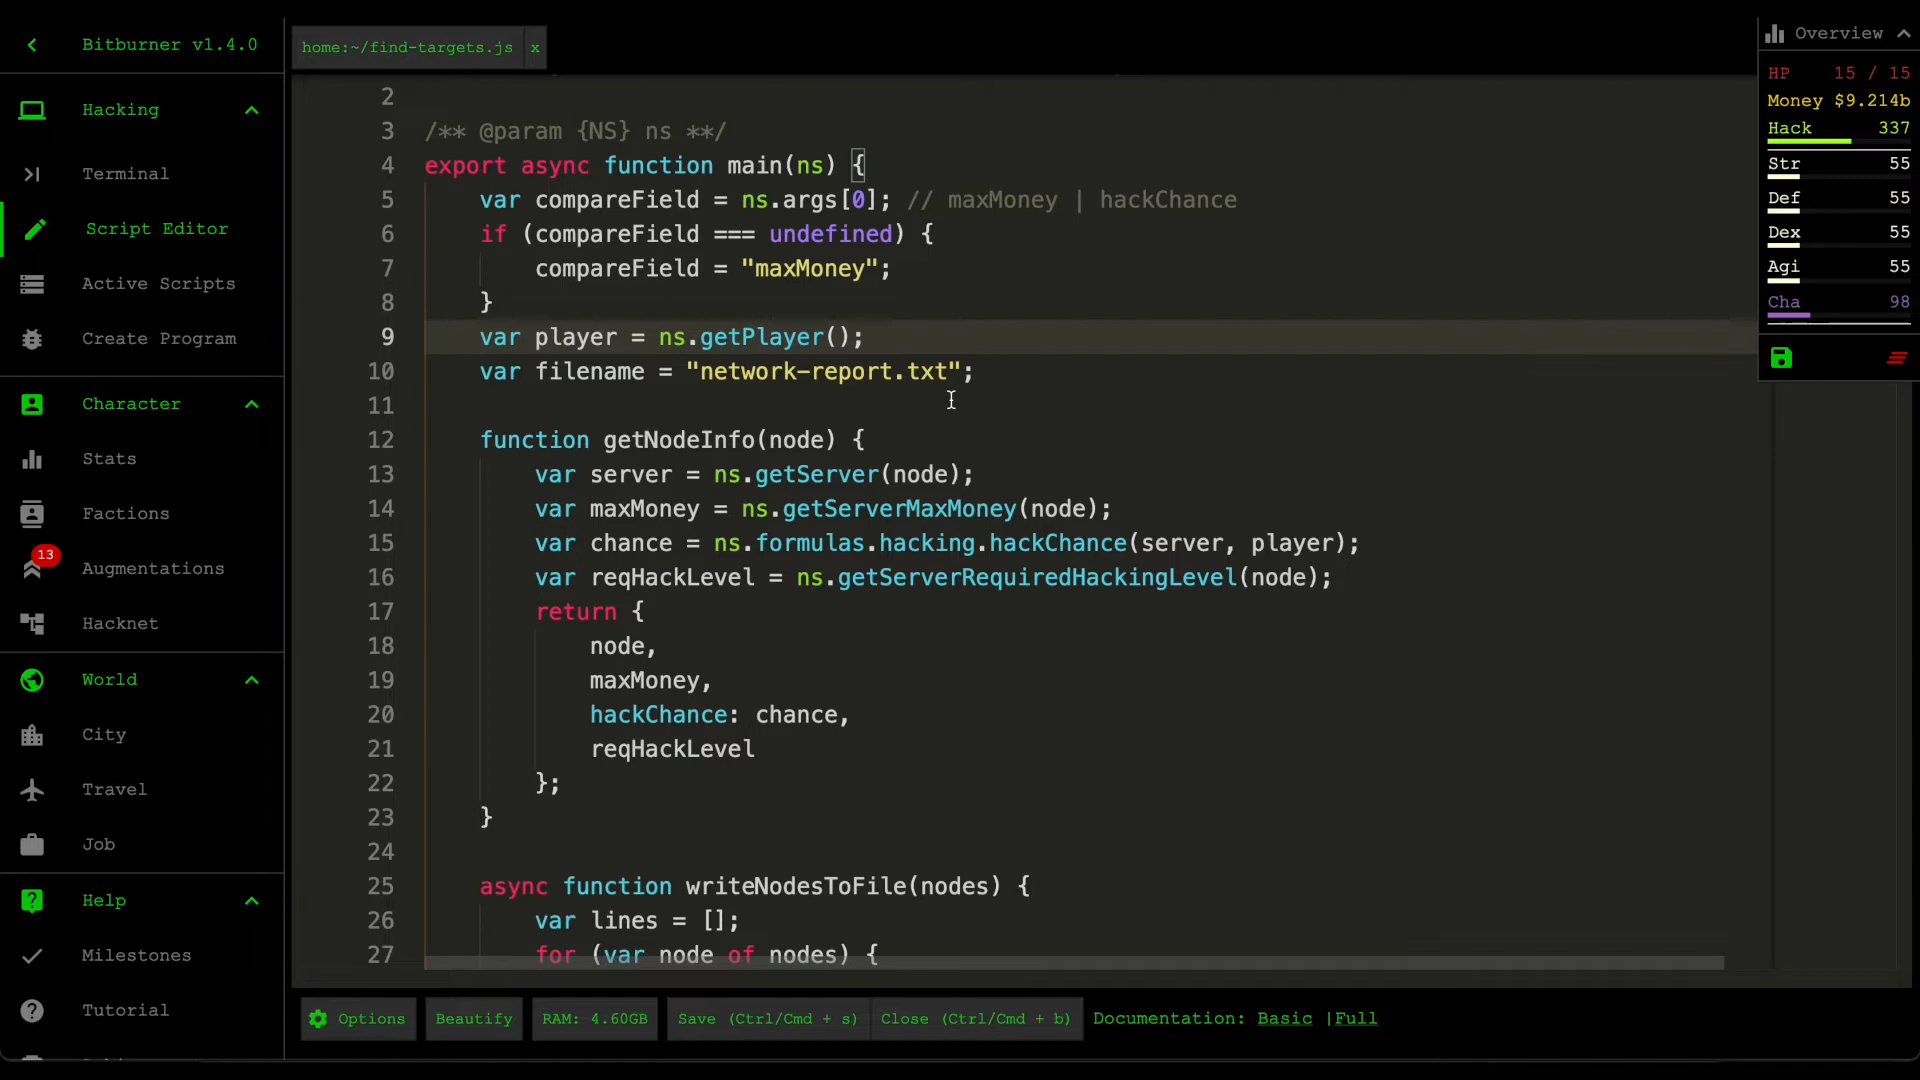 Bitburner v1.4.0
Hacking
Terminal
Script Editor
Active Scripts
Create Program
Character
Stats
Factions
13
Augmentations
Hacknet
World
City
Travel
Job
Help
Milestones
Tutorial
home:~/find-targets.js x
2
3 /** @param {NS} ns **/
4 export async function main(ns) {
5 var compareField = ns.args[0]; // maxMoney | hackChance
6 if (compareField === undefined) {
7 compareField = "maxMoney";
8 }
9 var player = ns.getPlayer();
10 var filename = "network-report.txt";
11
12 function getNodeInfo(node) {
13 var server = ns.getServer(node);
14 var maxMoney = ns.getServerMaxMoney(node);
15 var chance = ns.formulas.hacking.hackChance(server, player);
16 var reqHackLevel = ns.getServerRequiredHackingLevel(node);
17 return {
18 node,
19 maxMoney,
20 hackChance: chance,
21 reqHackLevel
22 };
23 }
24
25 async function writeNodesToFile(nodes) {
26 var lines = [];
27 for (var node of nodes) {
Options Beautify RAM: 4.60GB Save (Ctrl/Cmd + s) Close (Ctrl/Cmd + b) Documentation: Basic |Full
Overview
HP 15 / 15
Money $9.214b
Hack 337
Str 55
Def 55
Dex 55
Agi 55
Cha 98